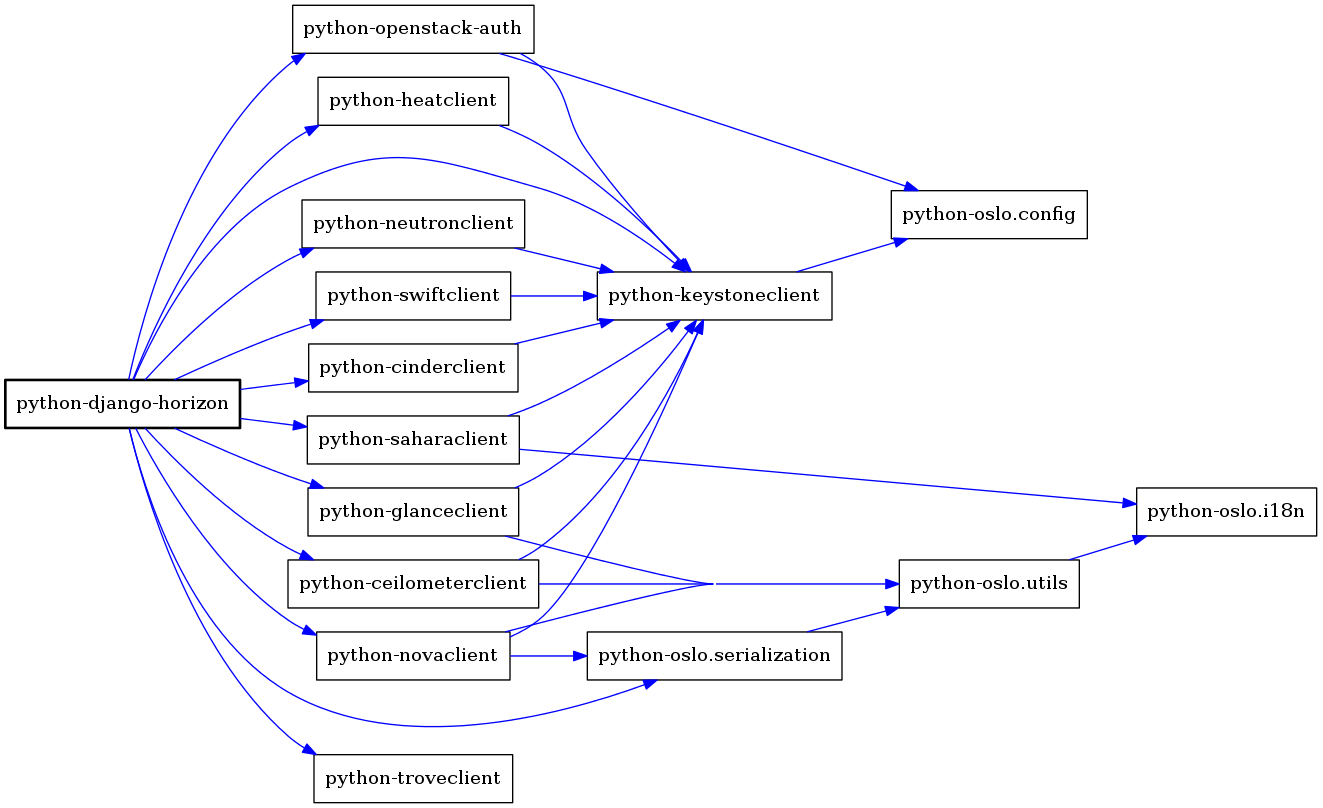 python-openstack-auth
python-heatclient
python-oslo.config
python-neutronclient
python-swiftclient
python-keystoneclient
python-cinderclient
python-django-horizon
python-saharaclient
python-glanceclient
python-oslo.i18n
python-ceilometerclient
python-oslo.utils
python-novaclient
python-oslo.serialization
python-troveclient